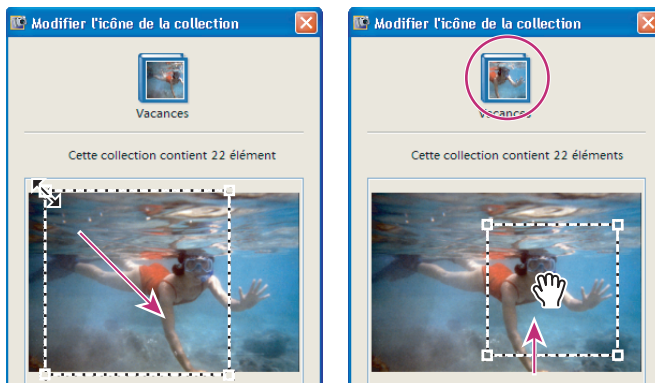 Modifier l'icône de la collection
Vacances
Cette collection contient 22 élément
Modifier l'icône de la collection
Vacances
Cette collection contient 22 éléments